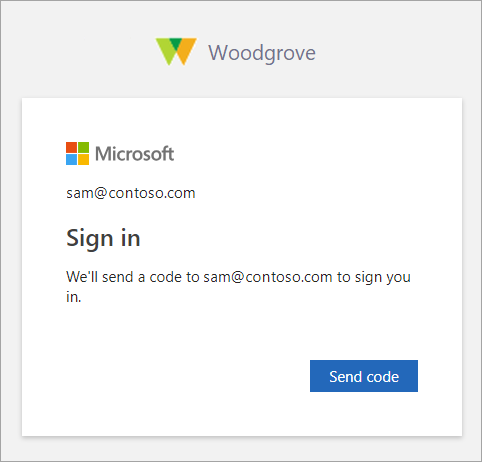 Woodgrove
Microsoft
sam@contoso.com
Sign in
We'll send a code to sam@contoso.com to sign you
in.
Send code